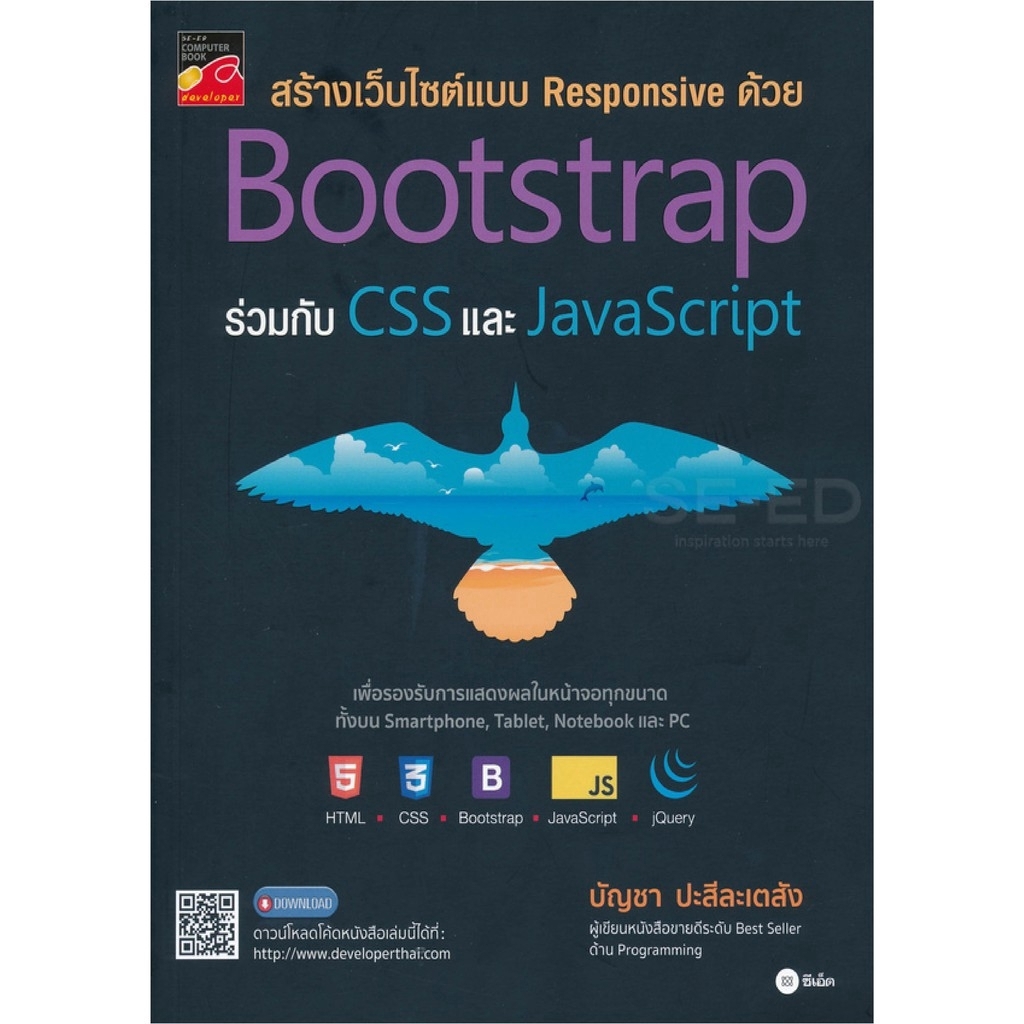 SE-ED
COMPUTER
BOOK
developer
สร้างเว็บไซต์แบบ Responsive ด้วย
Bootstrap
ร่วมกับ CSS และ JavaScript
SE-ED
Inspiration starts here
เพื่อรองรับการแสดงผลในหน้าจอทุกขนาด
ทั้งบน Smartphone, Tablet, Notebook และ PC
5 3 B JS
HTML ▪ CSS ▪ Bootstrap ▪ JavaScript ▪ jQuery
DOWNLOAD
ดาวน์โหลดโค้ดหนังสือเล่มนี้ได้ที่:
http://www.developerthai.com
บัญชา ปะสีละเตสัง
ผู้เขียนหนังสือขายดีระดับ Best Seller
ด้าน Programming
ซีเอ็ด